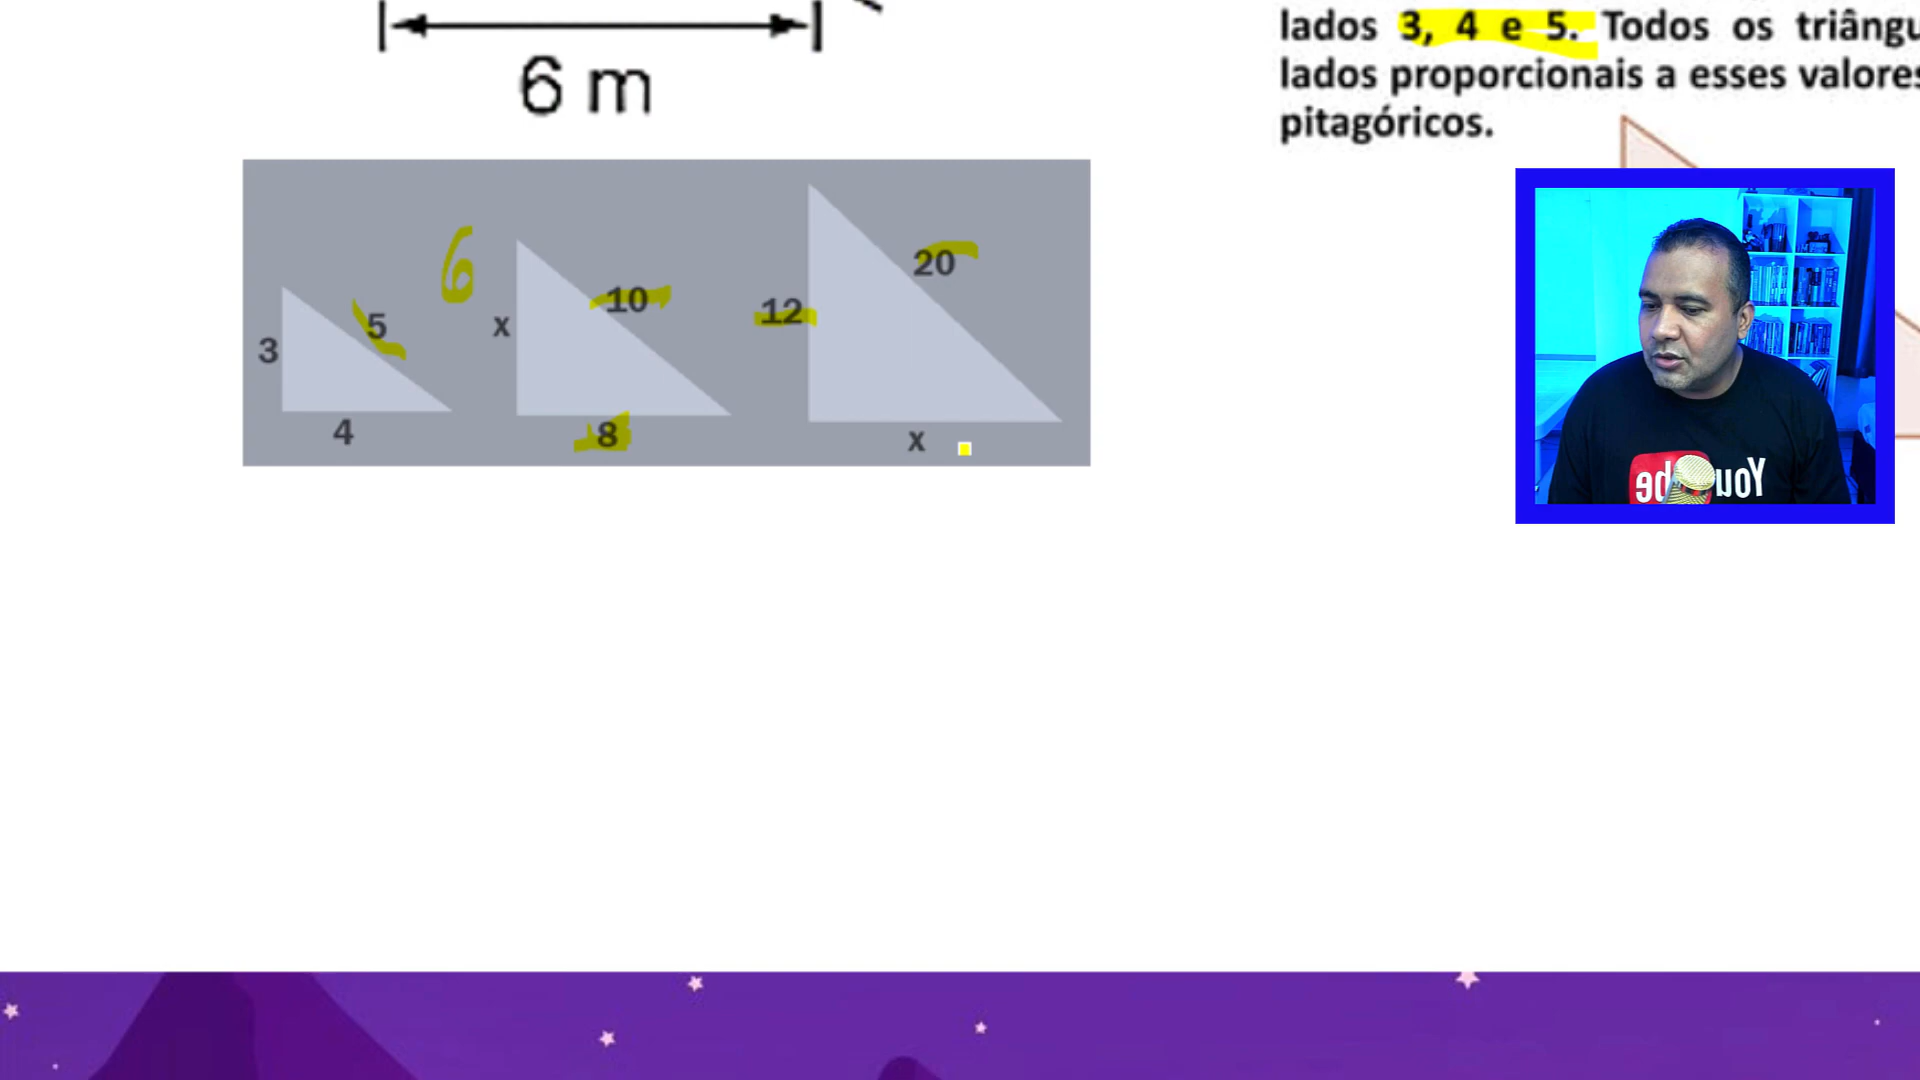 6 m
lados 3, 4 e 5. Todos os triângu
lados proporcionais a esses valores
pitagóricos.
3
5
4
6
x
10
8
12
20
x
YouTube